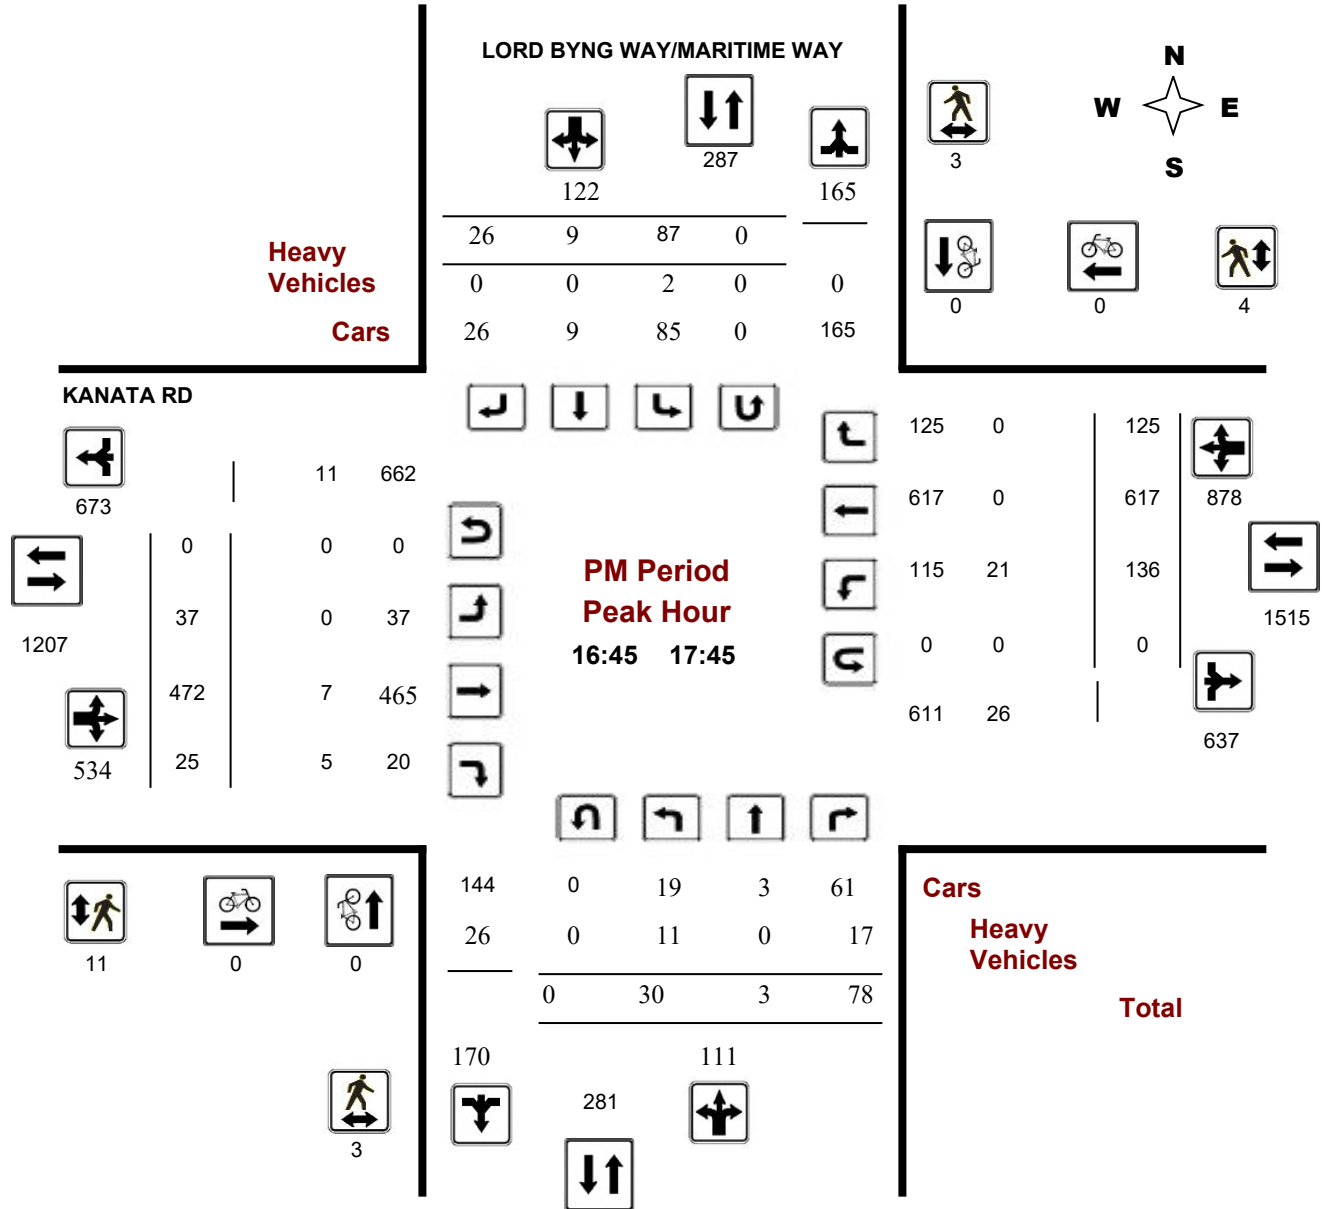 LORD BYNG WAY/MARITIME WAY
N
W E
S
287
3
122 165
26 9 87 0
Heavy
Vehicles 0 0 2 0 0
0 0 4
Cars 26 9 85 0 165
KANATA RD
125 0 125
11 662
673
617 0 617 878
0 0 0
PM Period
115 21 136
Peak Hour
37 0 37 1515
1207
16:45 17:45
0 0 0
472 7 465
611 26
637
534 25 5 20
144 0 19 3 61 Cars
26 0 11 0 17 Heavy
Vehicles
11 0 0
0 30 3 78
Total
170 111
281
3